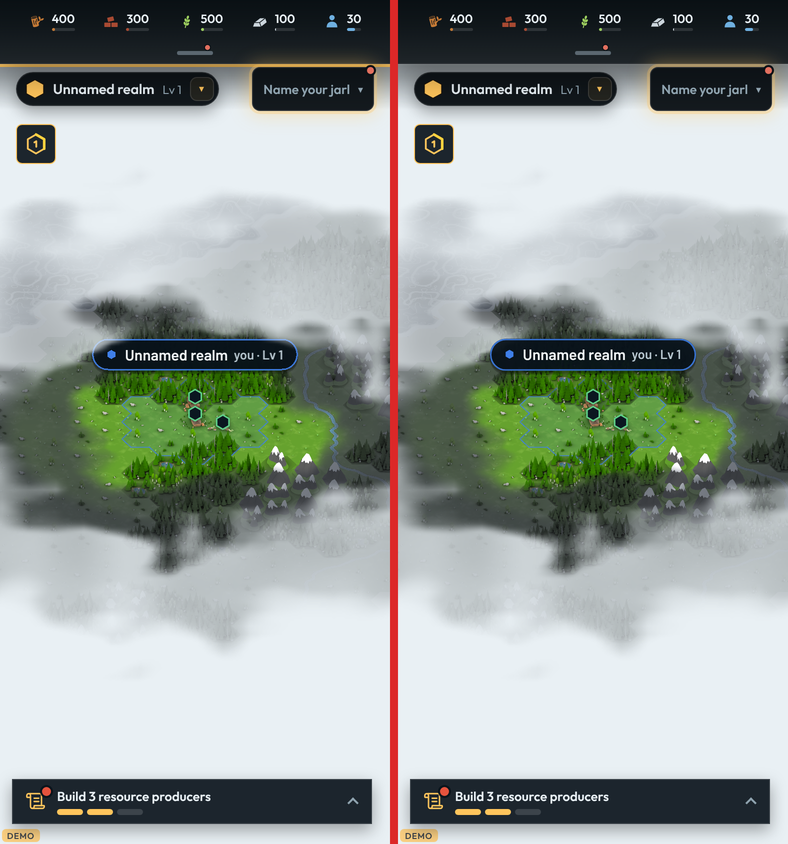 400 300 500 100 30
Unnamed realm Lv 1 ▾ Name your jarl ▾
1
Unnamed realm you · Lv 1
Build 3 resource producers
DEMO
400 300 500 100 30
Unnamed realm Lv 1 ▾ Name your jarl ▾
1
Unnamed realm you · Lv 1
Build 3 resource producers
DEMO